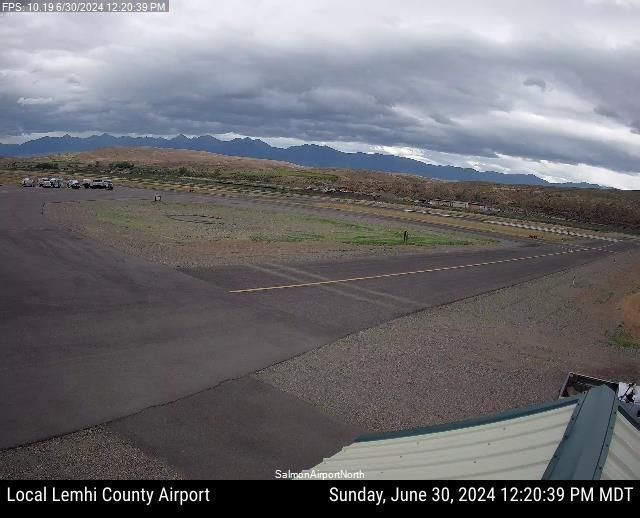 FPS: 10.19 6/30/2024 12:20:39 PM
SalmonAirportNorth
Local Lemhi County Airport
Sunday, June 30, 2024 12:20:39 PM MDT